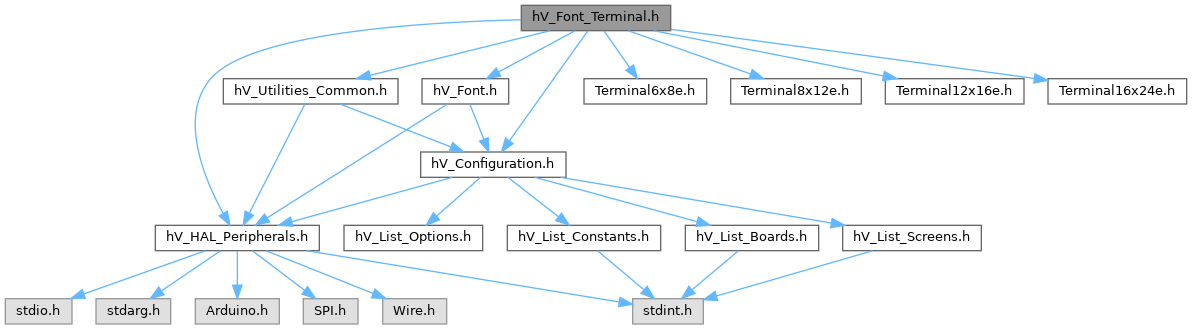 hV_Font_Terminal.h
hV_Utilities_Common.h
hV_Font.h
Terminal6x8e.h
Terminal8x12e.h
Terminal12x16e.h
Terminal16x24e.h
hV_Configuration.h
hV_HAL_Peripherals.h
hV_List_Options.h
hV_List_Constants.h
hV_List_Boards.h
hV_List_Screens.h
stdio.h
stdarg.h
Arduino.h
SPI.h
Wire.h
stdint.h